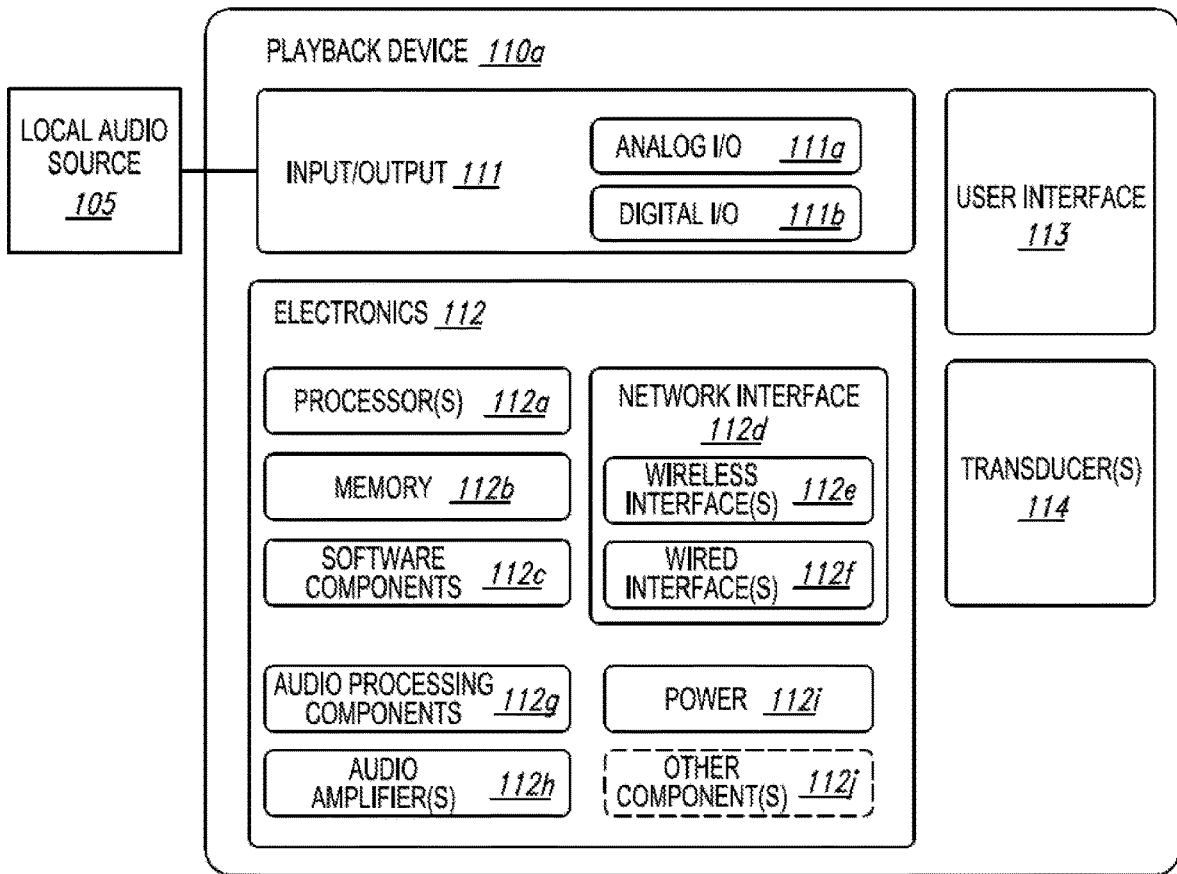 PLAYBACK DEVICE 110a
LOCAL AUDIO
SOURCE
105
INPUT/OUTPUT 111
ANALOG I/O 111a
DIGITAL I/O 111b
USER INTERFACE
113
ELECTRONICS 112
PROCESSOR(S) 112a
MEMORY 112b
SOFTWARE
COMPONENTS 112c
NETWORK INTERFACE
112d
WIRELESS
INTERFACE(S) 112e
WIRED
INTERFACE(S) 112f
TRANSDUCER(S)
114
AUDIO PROCESSING
COMPONENTS 112g
AUDIO
AMPLIFIER(S) 112h
POWER 112i
OTHER
COMPONENT(S) 112j